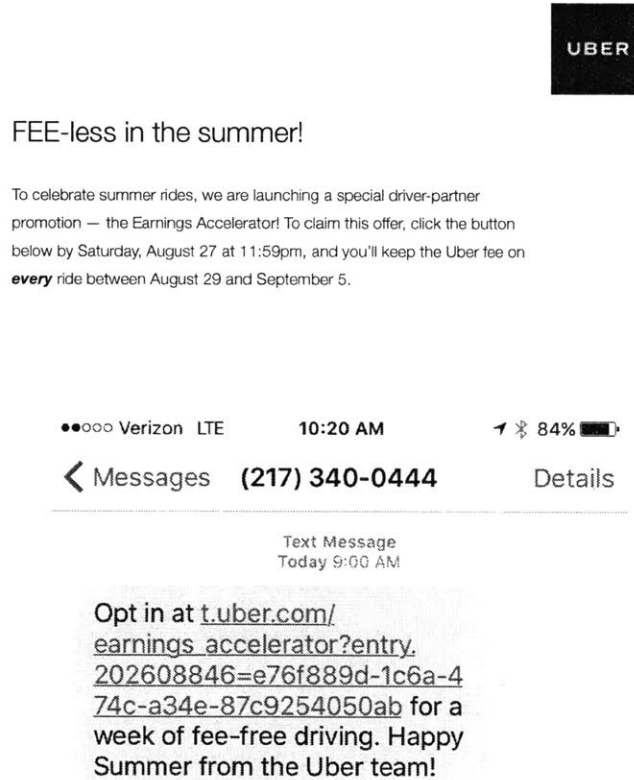 UBER
FEE-less in the summer!
To celebrate summer rides, we are launching a special driver-partner
promotion — the Earnings Accelerator! To claim this offer, click the button
below by Saturday, August 27 at 11:59pm, and you'll keep the Uber fee on
every ride between August 29 and September 5.
●●○○○ Verizon LTE 10:20 AM 84%
Messages (217) 340-0444 Details
Text Message
Today 9:00 AM
Opt in at t.uber.com/
earnings_accelerator?entry.
202608846=e76f889d-1c6a-4
74c-a34e-87c9254050ab for a
week of fee-free driving. Happy
Summer from the Uber team!